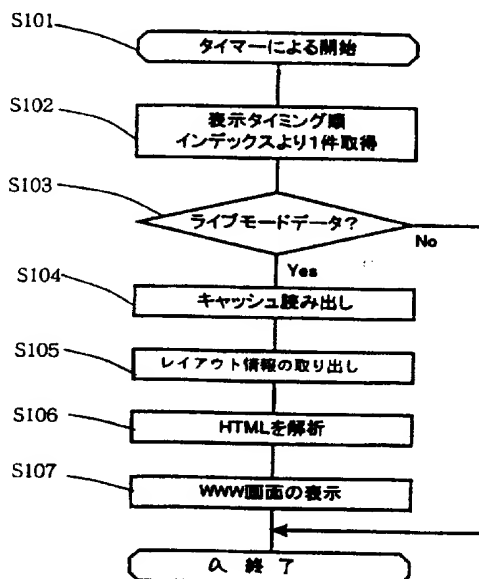 S101
タイマーによる開始
S102
表示タイミング順
インデックスより1件取得
S103
ライブモードデータ?
No
Yes
S104
キャッシュ読み出し
S105
レイアウト情報の取り出し
S106
HTMLを解析
S107
WWW画面の表示
a 終了